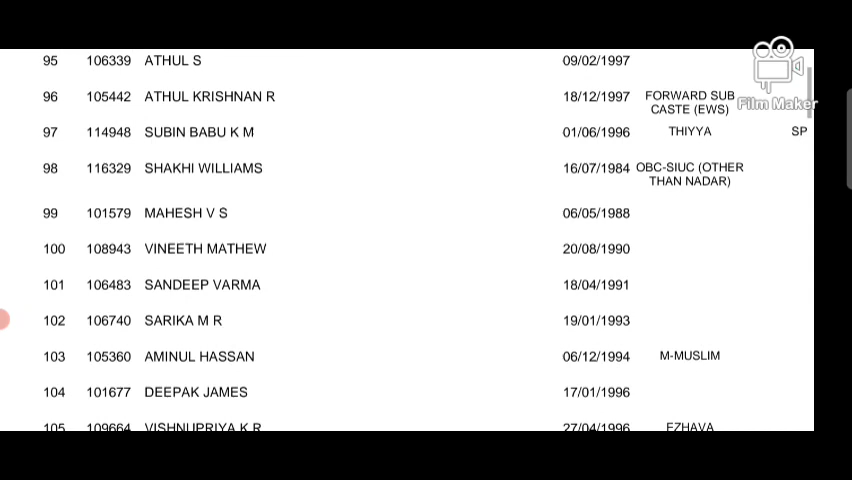 95 106339 ATHUL S 09/02/1997
96 105442 ATHUL KRISHNAN R 18/12/1997 FORWARD SUB
CASTE (EWS)
Film Maker
97 114948 SUBIN BABU K M 01/06/1996 THIYYA SP
98 116329 SHAKHI WILLIAMS 16/07/1984 OBC-SIUC (OTHER
THAN NADAR)
99 101579 MAHESH V S 06/05/1988
100 108943 VINEETH MATHEW 20/08/1990
101 106483 SANDEEP VARMA 18/04/1991
102 106740 SARIKA M R 19/01/1993
103 105360 AMINUL HASSAN 06/12/1994 M-MUSLIM
104 101677 DEEPAK JAMES 17/01/1996
105 109664 VISHNUPRIYA K R 27/04/1996 EZHAVA